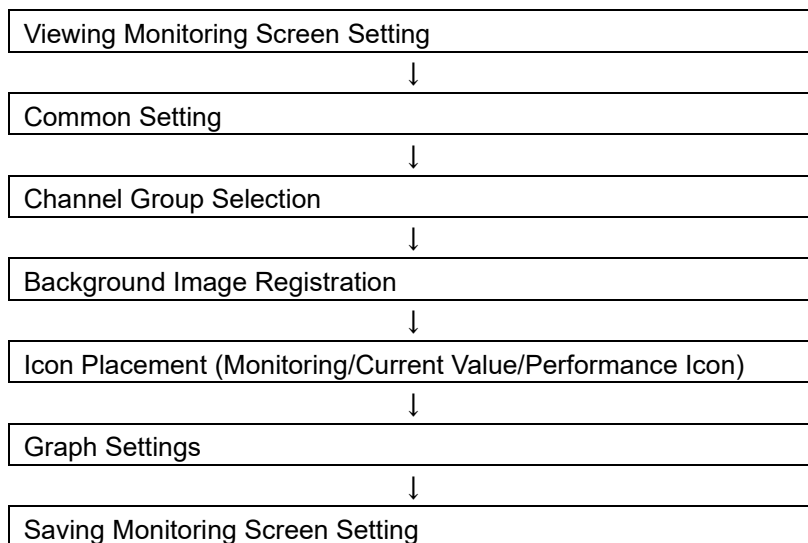 Viewing Monitoring Screen Setting
↓
Common Setting
↓
Channel Group Selection
↓
Background Image Registration
↓
Icon Placement (Monitoring/Current Value/Performance Icon)
↓
Graph Settings
↓
Saving Monitoring Screen Setting